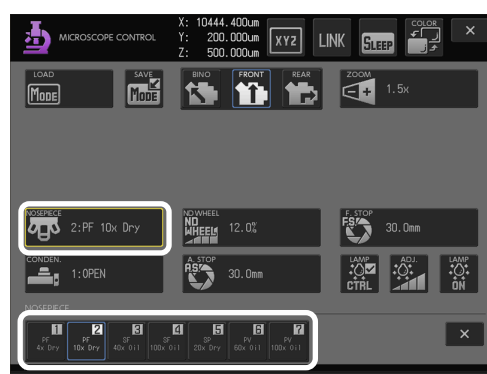 MICROSCOPE CONTROL
X: 10444.400um
Y: 200.000um
Z: 500.000um
XYZ
LINK
SLEEP
COLOR
×
LOAD
MODE
SAVE
MODE
BINO
FRONT
REAR
ZOOM
1.5x
NOSEPIECE
2:PF 10x Dry
ND WHEEL
ND
WHEEL
12.0%
F. STOP
F.S.
30.0mm
CONDEN.
1:OPEN
A. STOP
A.S.
30.0mm
LAMP
CTRL
ADJ.
LAMP
ON
NOSEPIECE
1 2 3 4 5 6 7
PF PF SF SF SP PV PV
4x Dry 10x Dry 40x Oil 100x Oil 20x Dry 60x Oil 100x Oil
×